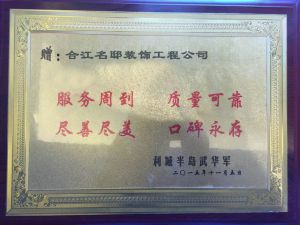 赠：合江名邸装饰工程公司
服务周到 质量可靠
尽善尽美 口碑永存
利城半岛武华军
二〇一五年十一月五日